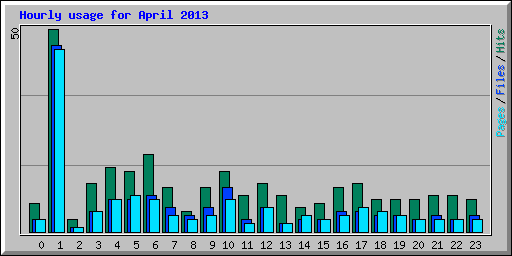 Hourly usage for April 2013
50
Pages/Files/Hits
0 1 2 3 4 5 6 7 8 9 10 11 12 13 14 15 16 17 18 19 20 21 22 23